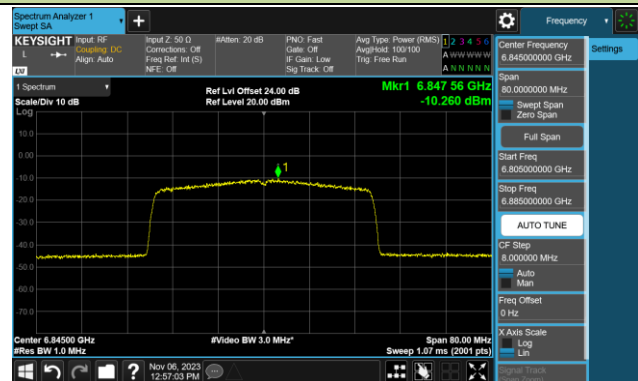 Spectrum Analyzer 1
Swept SA
Frequency
KEYSIGHT
L
LXI
Input: RF
Coupling: DC
Align: Auto
Input Z: 50 Ω
Corrections: Off
Freq Ref: Int (S)
NFE: Off
#Atten: 20 dB
PNO: Fast
Gate: Off
IF Gain: Low
Sig Track: Off
Avg Type: Power (RMS)
Avg|Hold: 100/100
Trig: Free Run
1 2 3 4 5 6
A W W W W W
A N N N N N
1 Spectrum
Scale/Div 10 dB
Log
Ref Lvl Offset 24.00 dB
Ref Level 20.00 dBm
Mkr1 6.847 56 GHz
-10.260 dBm
10.0
0.00
-10.0
-20.0
-30.0
-40.0
-50.0
-60.0
-70.0
1
Center 6.84500 GHz
#Res BW 1.0 MHz
#Video BW 3.0 MHz*
Span 80.00 MHz
Sweep 1.07 ms (2001 pts)
Nov 06, 2023
12:57:03 PM
Center Frequency
6.845000000 GHz
Span
80.0000000 MHz
Swept Span
Zero Span
Full Span
Start Freq
6.805000000 GHz
Stop Freq
6.885000000 GHz
AUTO TUNE
CF Step
8.000000 MHz
Auto
Man
Freq Offset
0 Hz
X Axis Scale
Log
Lin
Signal Track
Settings